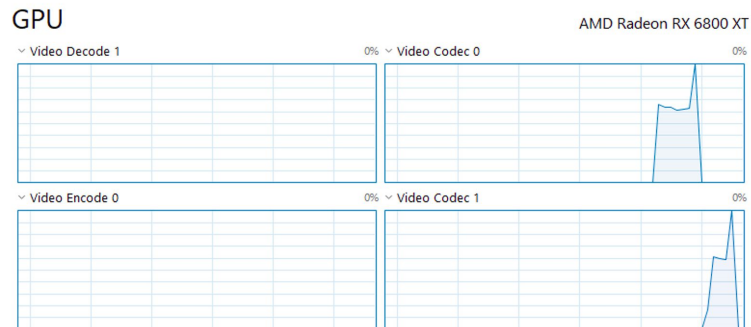 GPU AMD Radeon RX 6800 XT
Video Decode 1 0% Video Codec 0 0%
Video Encode 0 0% Video Codec 1 0%